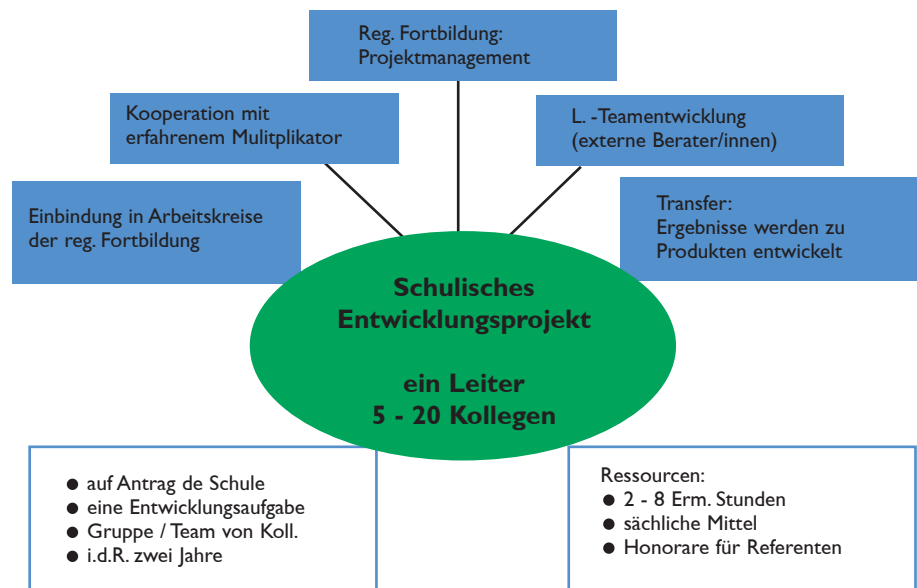 Reg. Fortbildung:
Projektmanagement
Kooperation mit
erfahrenem Mulitplikator
L. -Teamentwicklung
(externe Berater/innen)
Einbindung in Arbeitskreise
der reg. Fortbildung
Transfer:
Ergebnisse werden zu
Produkten entwickelt
Schulisches
Entwicklungsprojekt
ein Leiter
5 - 20 Kollegen
● auf Antrag de Schule
● eine Entwicklungsaufgabe
● Gruppe / Team von Koll.
● i.d.R. zwei Jahre
Ressourcen:
● 2 - 8 Erm. Stunden
● sächliche Mittel
● Honorare für Referenten